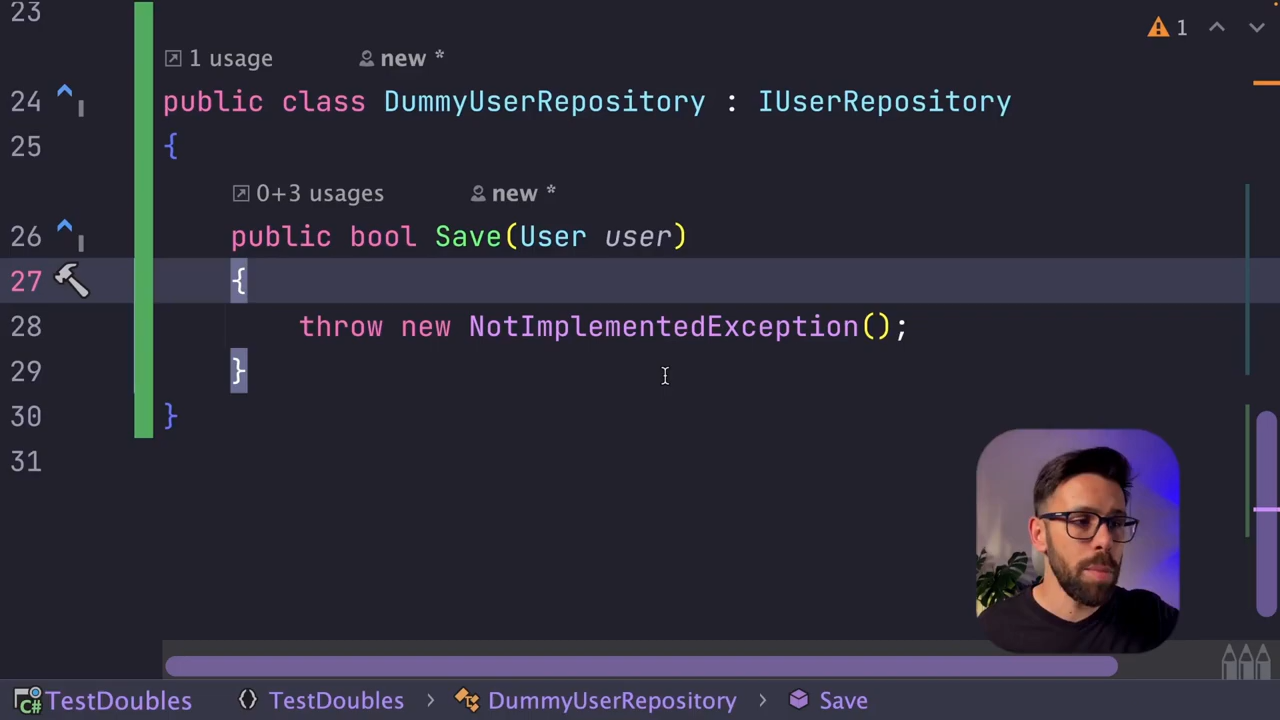 23
1
1 usage new *
24 public class DummyUserRepository : IUserRepository
25 {
0+3 usages new *
26 public bool Save(User user)
27 {
28 throw new NotImplementedException();
29 }
30 }
31
C# TestDoubles TestDoubles > DummyUserRepository > Save